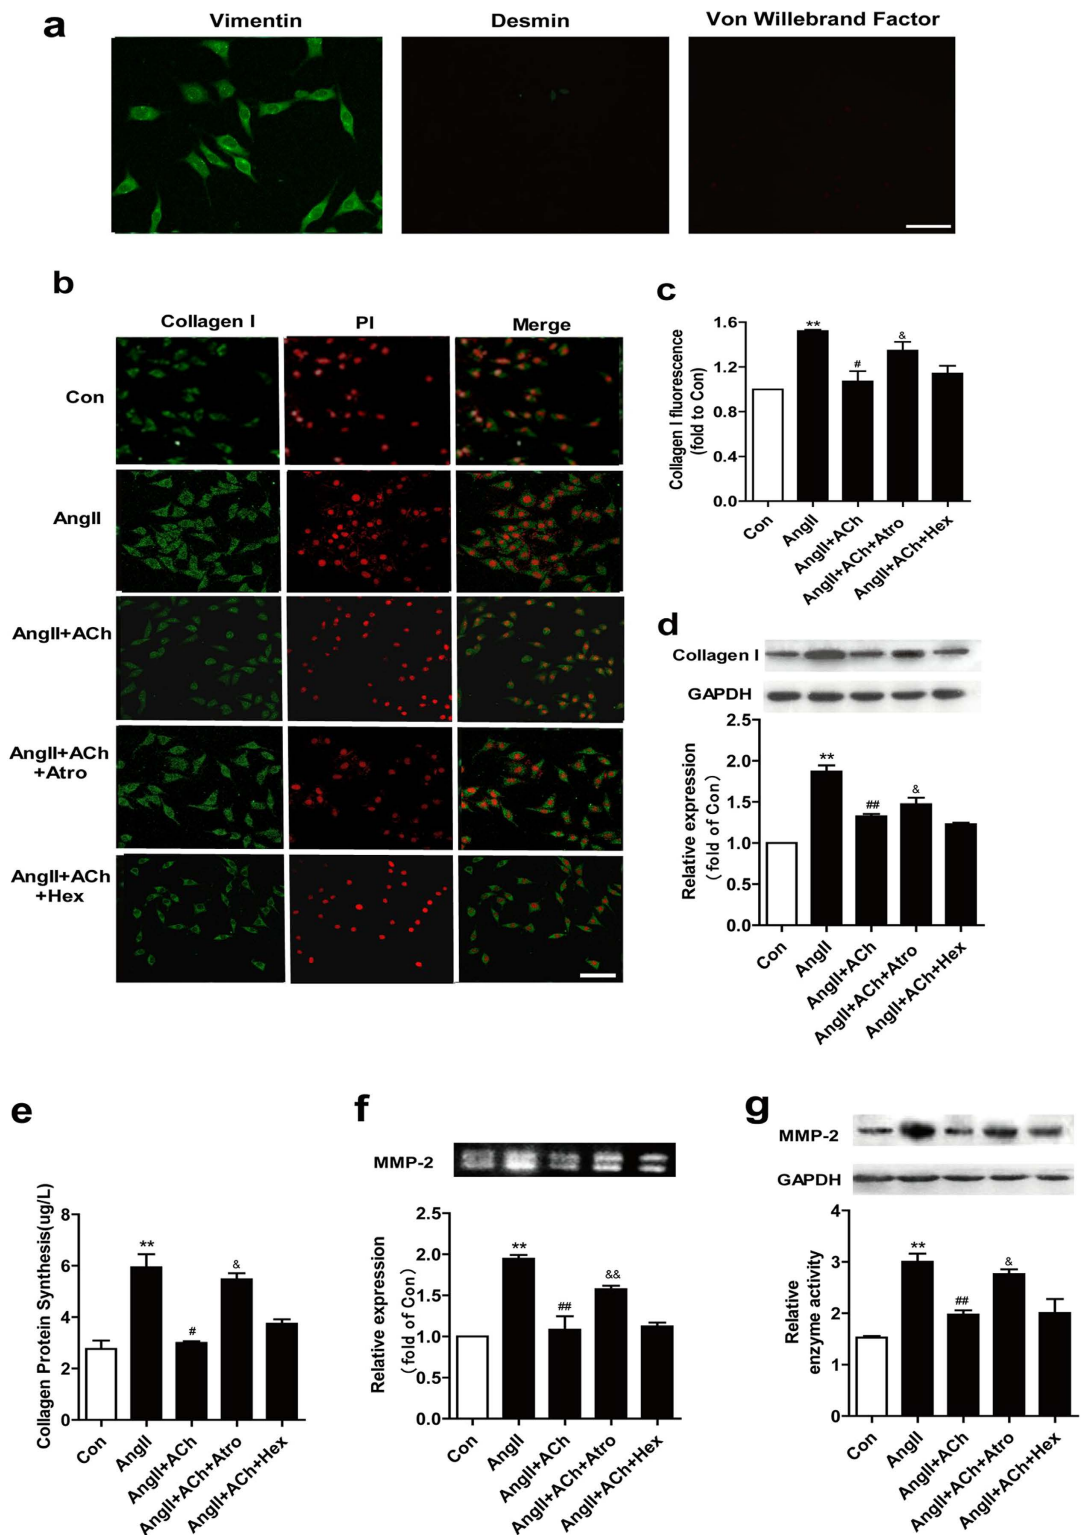 a
Vimentin
Desmin
Von Willebrand Factor
b
Collagen I
PI
Merge
Con
AngII
AngII+ACh
AngII+ACh
+Atro
AngII+ACh
+Hex
c
Collagen I fluorescence
(fold to Con)
1.6
1.2
0.8
0.4
0.0
**
#
&
Con
AngII
AngII+ACh
AngII+ACh+Atro
AngII+ACh+Hex
d
Collagen I
GAPDH
Relative expression
(fold of Con)
2.5
2.0
1.5
1.0
0.5
0.0
**
##
&
Con
AngII
AngII+ACh
AngII+ACh+Atro
AngII+ACh+Hex
e
Collagen Protein Synthesis(ug/L)
8
6
4
2
0
**
#
&
Con
AngII
AngII+ACh
AngII+ACh+Atro
AngII+ACh+Hex
f
MMP-2
Relative expression
(fold of Con)
2.5
2.0
1.5
1.0
0.5
0.0
**
##
&&
Con
AngII
AngII+ACh
AngII+ACh+Atro
AngII+ACh+Hex
g
MMP-2
GAPDH
Relative
enzyme activity
4
3
2
1
0
**
##
&
Con
AngII
AngII+ACh
AngII+ACh+Atro
AngII+ACh+Hex